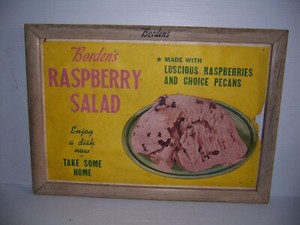 Borden's
Borden's
RASPBERRY
SALAD
★ MADE WITH
LUSCIOUS RASPBERRIES
AND CHOICE PECANS
Enjoy
a dish
now
TAKE SOME
HOME